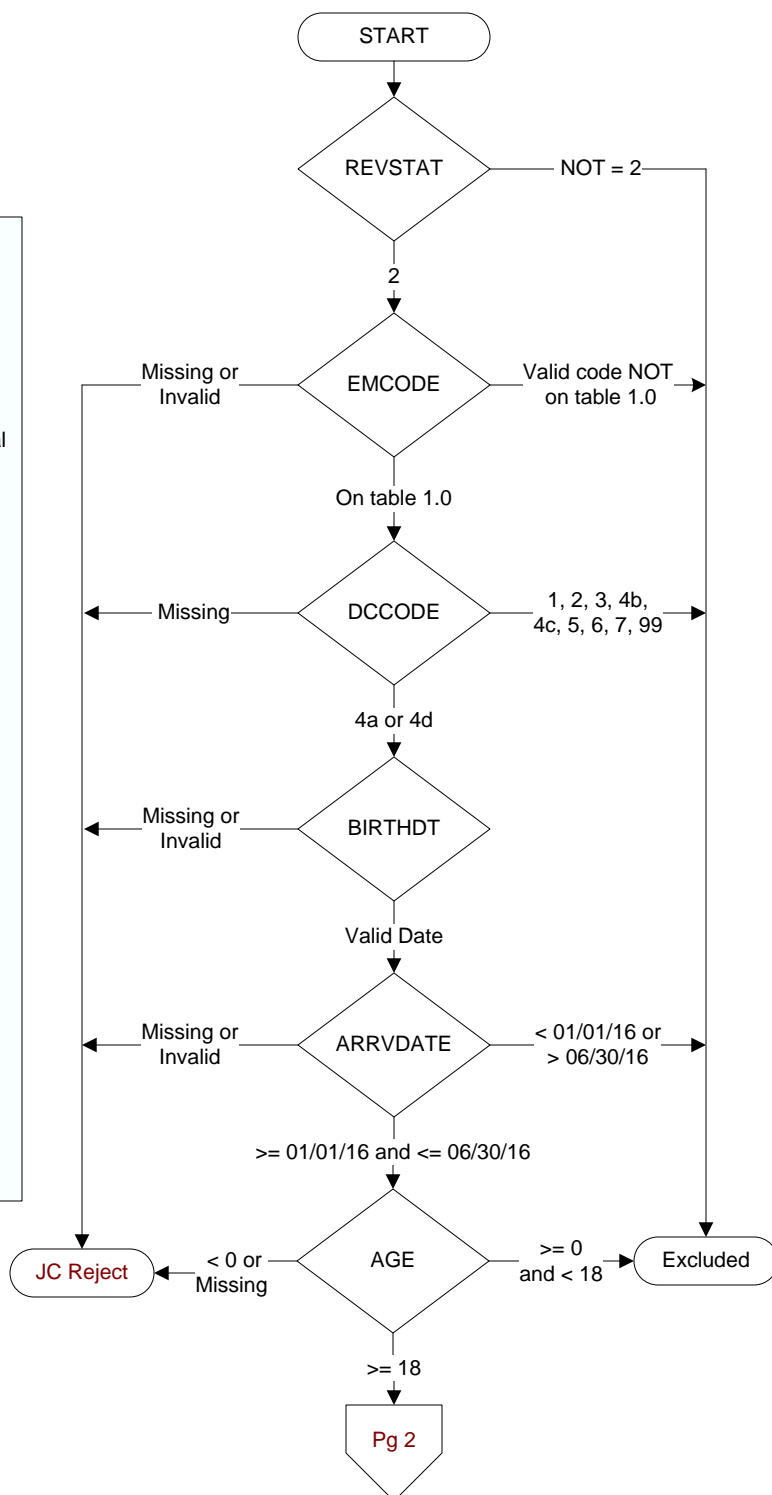 START
REVSTAT
NOT = 2
2
Missing or
Invalid
EMCODE
Valid code NOT
on table 1.0
al
On table 1.0
Missing
DCCODE
1, 2, 3, 4b,
4c, 5, 6, 7, 99
4a or 4d
Missing or
Invalid
BIRTHDT
Valid Date
Missing or
Invalid
ARRVDATE
< 01/01/16 or
> 06/30/16
>= 01/01/16 and <= 06/30/16
JC Reject
< 0 or
Missing
AGE
>= 0
and < 18
Excluded
>= 18
Pg 2